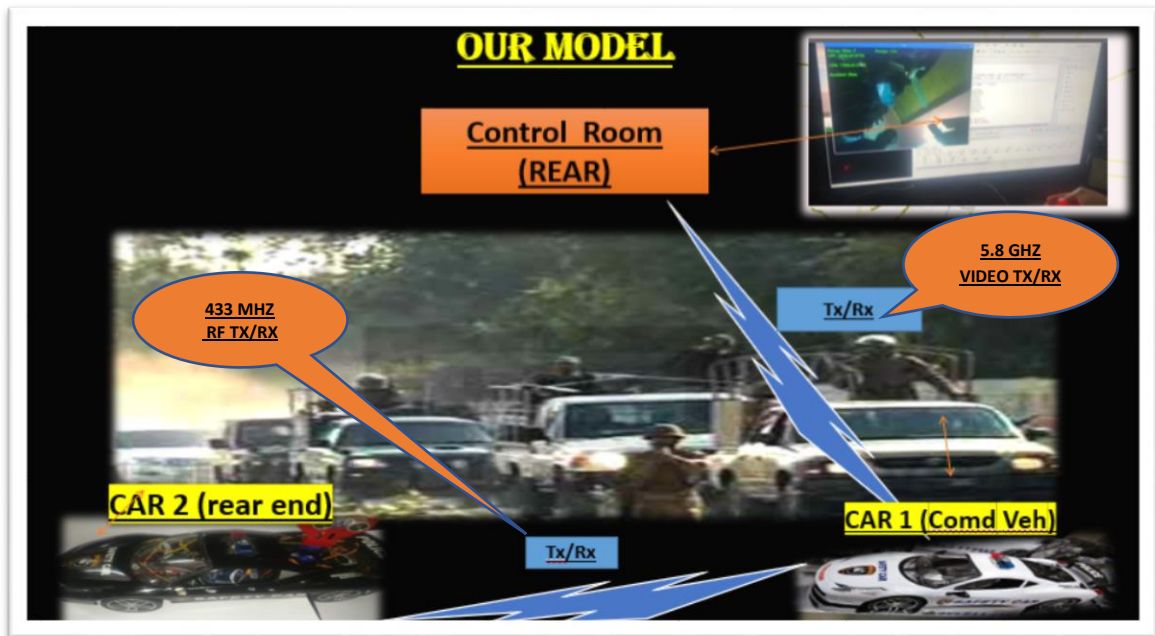 OUR MODEL
Control Room
(REAR)
5.8 GHZ
VIDEO TX/RX
Tx/Rx
433 MHZ
RF TX/RX
CAR 2 (rear end)
CAR 1 (Comd Veh)
Tx/Rx